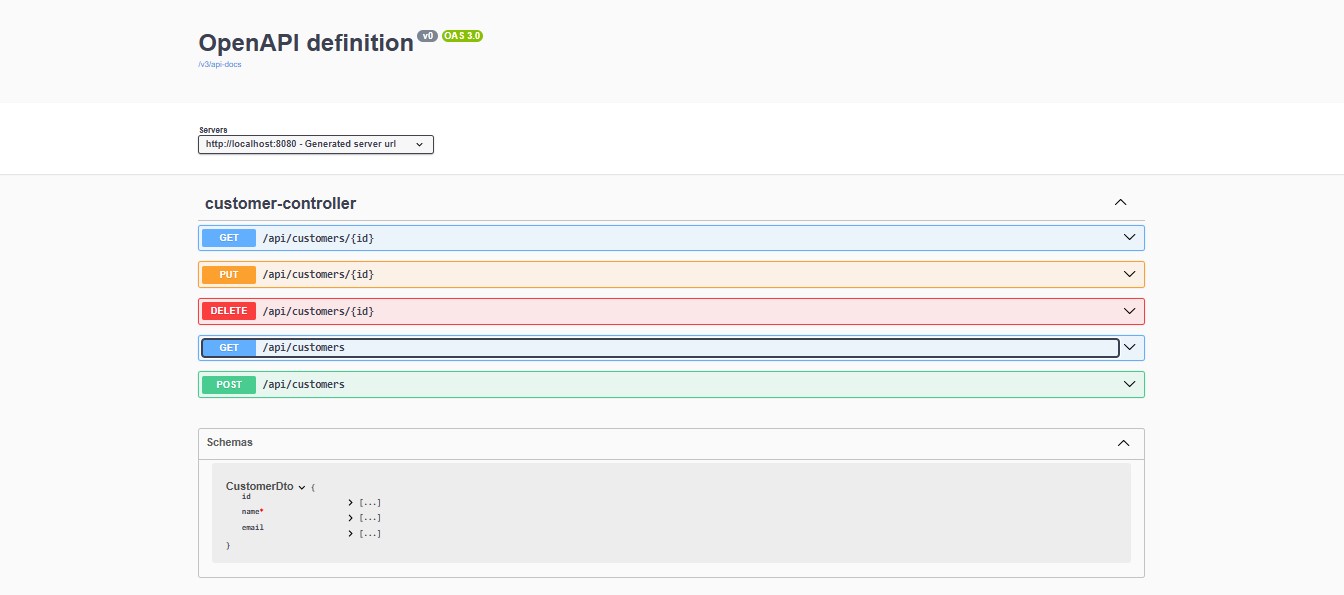 OpenAPI definition v0 OAS 3.0
/v3/api-docs
Servers
http://localhost:8080 - Generated server url
customer-controller
GET /api/customers/{id}
PUT /api/customers/{id}
DELETE /api/customers/{id}
GET /api/customers
POST /api/customers
Schemas
CustomerDto {
id [...]
name* [...]
email [...]
}